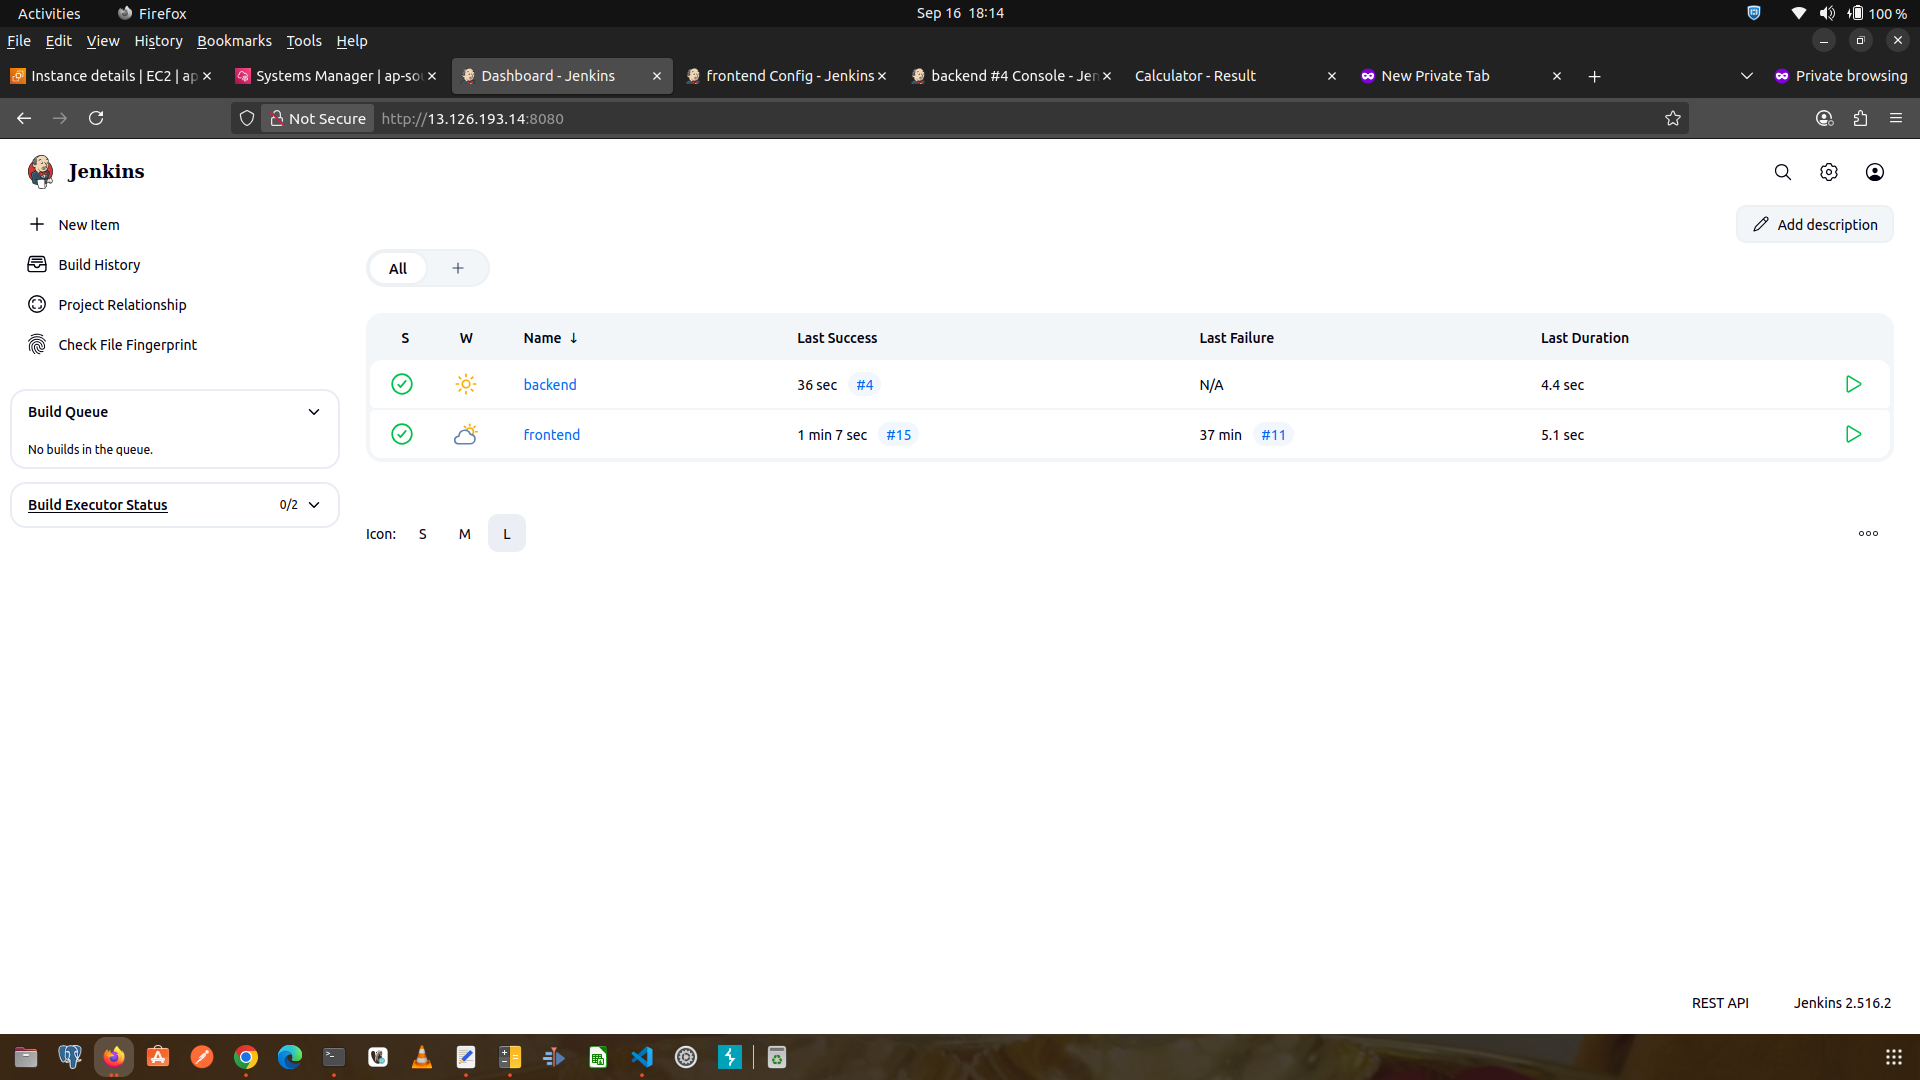 Activities Firefox Sep 16 18:14 100 %
File Edit View History Bookmarks Tools Help
Instance details | EC2 | ap Systems Manager | ap-sou Dashboard - Jenkins frontend Config - Jenkins backend #4 Console - Jen Calculator - Result New Private Tab Private browsing
Not Secure http://13.126.193.14:8080
Jenkins
New Item Add description
Build History All
Project Relationship
Check File Fingerprint
S W Name ↓ Last Success Last Failure Last Duration
backend 36 sec #4 N/A 4.4 sec
frontend 1 min 7 sec #15 37 min #11 5.1 sec
Build Queue
No builds in the queue.
Build Executor Status 0/2
Icon: S M L
REST API Jenkins 2.516.2